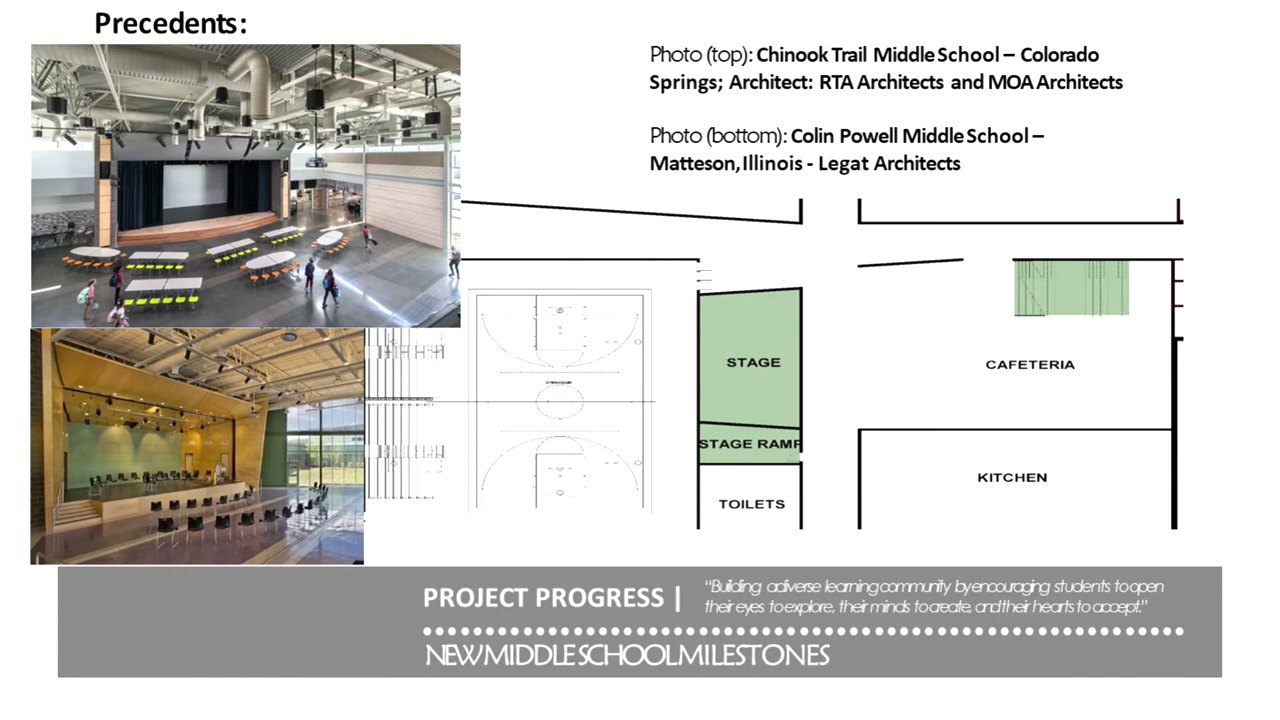 Precedents:
Photo (top): Chinook Trail Middle School – Colorado
Springs; Architect: RTA Architects and MOA Architects
Photo (bottom): Colin Powell Middle School –
Matteson, Illinois - Legat Architects
STAGE
STAGE RAMP
TOILETS
CAFETERIA
KITCHEN
PROJECT PROGRESS |
“Building a diverse learning community by encouraging students to open
their eyes to explore, their minds to create, and their hearts to accept.”
NEW MIDDLE SCHOOL MILESTONES